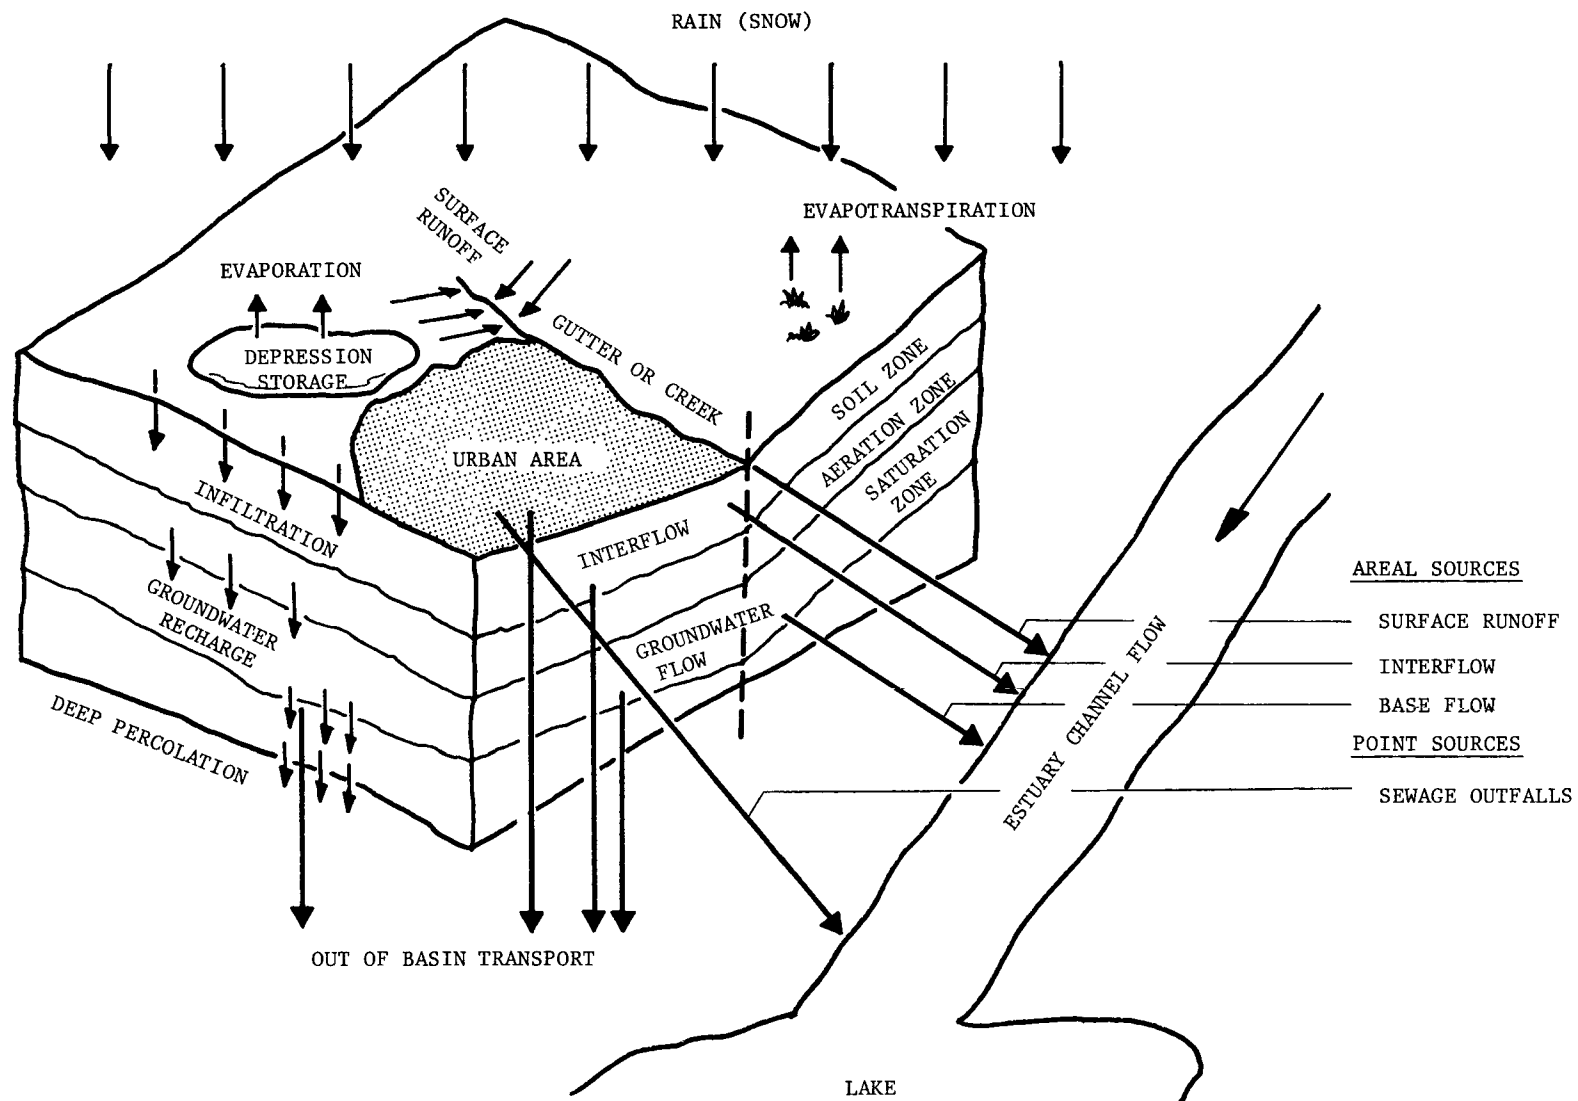 RAIN (SNOW)
SURFACE
RUNOFF
EVAPOTRANSPIRATION
EVAPORATION
DEPRESSION
STORAGE
GUTTER OR CREEK
SOIL ZONE
AERATION ZONE
SATURATION
ZONE
URBAN AREA
INFILTRATION
INTERFLOW
GROUNDWATER
RECHARGE
GROUNDWATER
FLOW
DEEP PERCOLATION
OUT OF BASIN TRANSPORT
ESTUARY CHANNEL FLOW
AREAL SOURCES
SURFACE RUNOFF
INTERFLOW
BASE FLOW
POINT SOURCES
SEWAGE OUTFALLS
LAKE